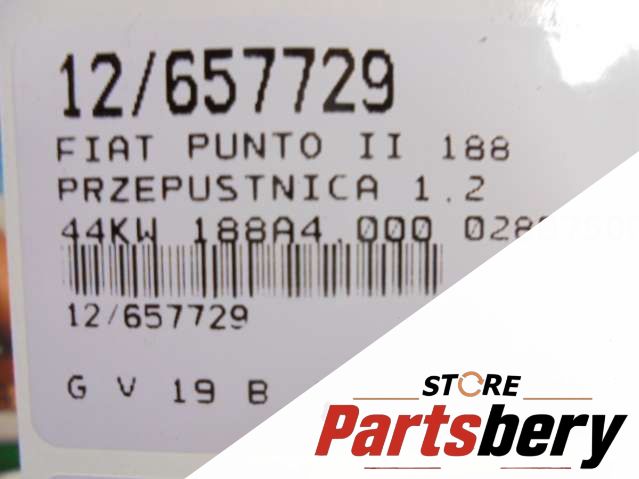 12/657729
FIAT PUNTO II 188
PRZEPUSTNICA 1.2
44KW 188A4.000
12/657729
G V 19 B
STORE
Partsbery